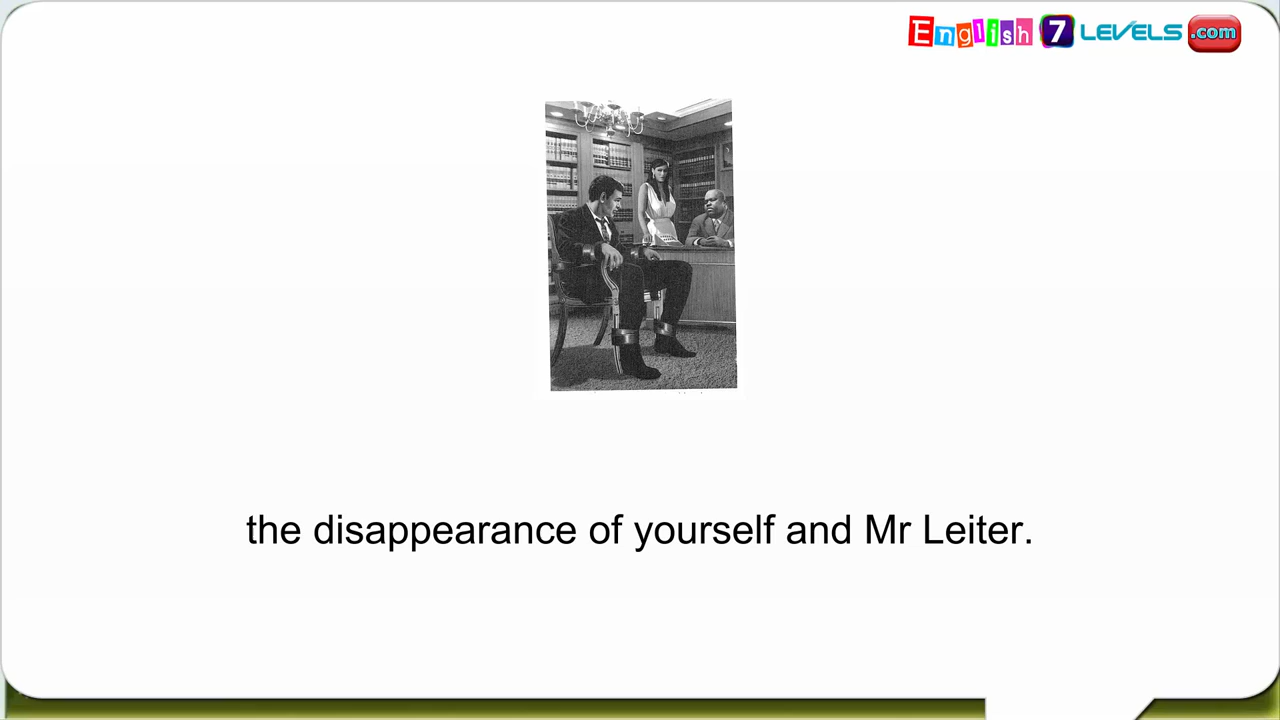 English 7 LEVELS .com
the disappearance of yourself and Mr Leiter.